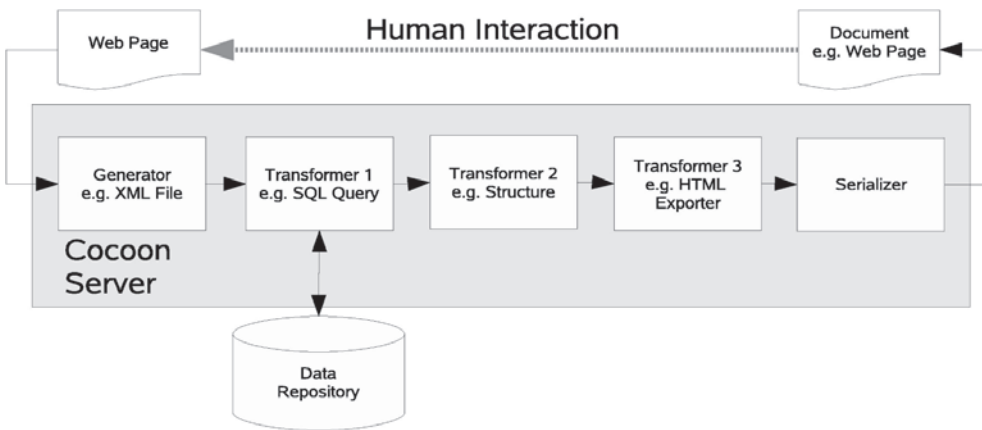 Web Page
Human Interaction
Document
e.g. Web Page
Generator
e.g. XML File
Transformer 1
e.g. SQL Query
Transformer 2
e.g. Structure
Transformer 3
e.g. HTML
Exporter
Serializer
Cocoon
Server
Data
Repository